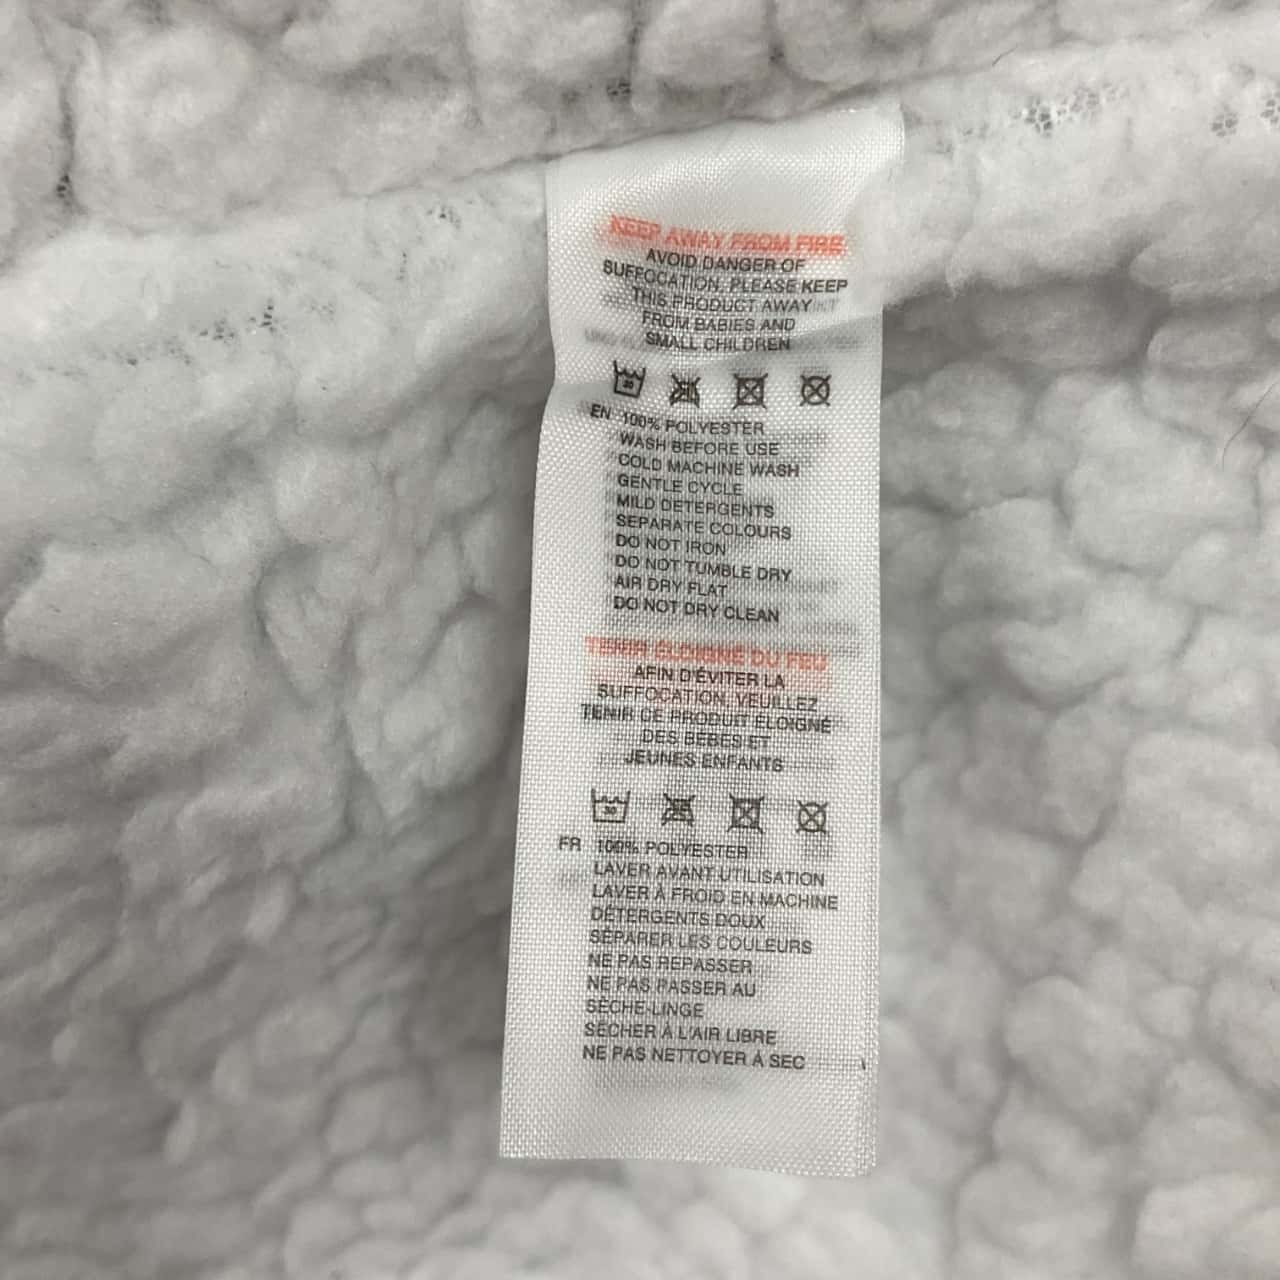 KEEP AWAY FROM FIRE
AVOID DANGER OF
SUFFOCATION, PLEASE KEEP
THIS PRODUCT AWAY
FROM BABIES AND
SMALL CHILDREN
30
EN 100% POLYESTER
WASH BEFORE USE
COLD MACHINE WASH
GENTLE CYCLE
MILD DETERGENTS
SEPARATE COLOURS
DO NOT IRON
DO NOT TUMBLE DRY
AIR DRY FLAT
DO NOT DRY CLEAN
TENIR ÉLOIGNÉ DU FEU
AFIN D'ÉVITER LA
SUFFOCATION, VEUILLEZ
TENIR CE PRODUIT ÉLOIGNÉ
DES BÉBÉS ET
JEUNES ENFANTS
30
FR 100% POLYESTER
LAVER AVANT UTILISATION
LAVER À FROID EN MACHINE
DÉTERGENTS DOUX
SÉPARER LES COULEURS
NE PAS REPASSER
NE PAS PASSER AU
SÈCHE-LINGE
SÉCHER À L'AIR LIBRE
NE PAS NETTOYER À SEC